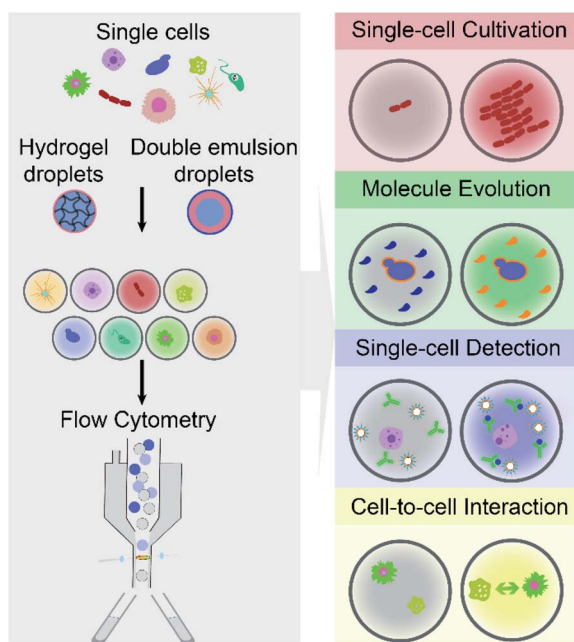 Single cells
Hydrogel
droplets
Double emulsion
droplets
Flow Cytometry
Single-cell Cultivation
Molecule Evolution
Single-cell Detection
Cell-to-cell Interaction